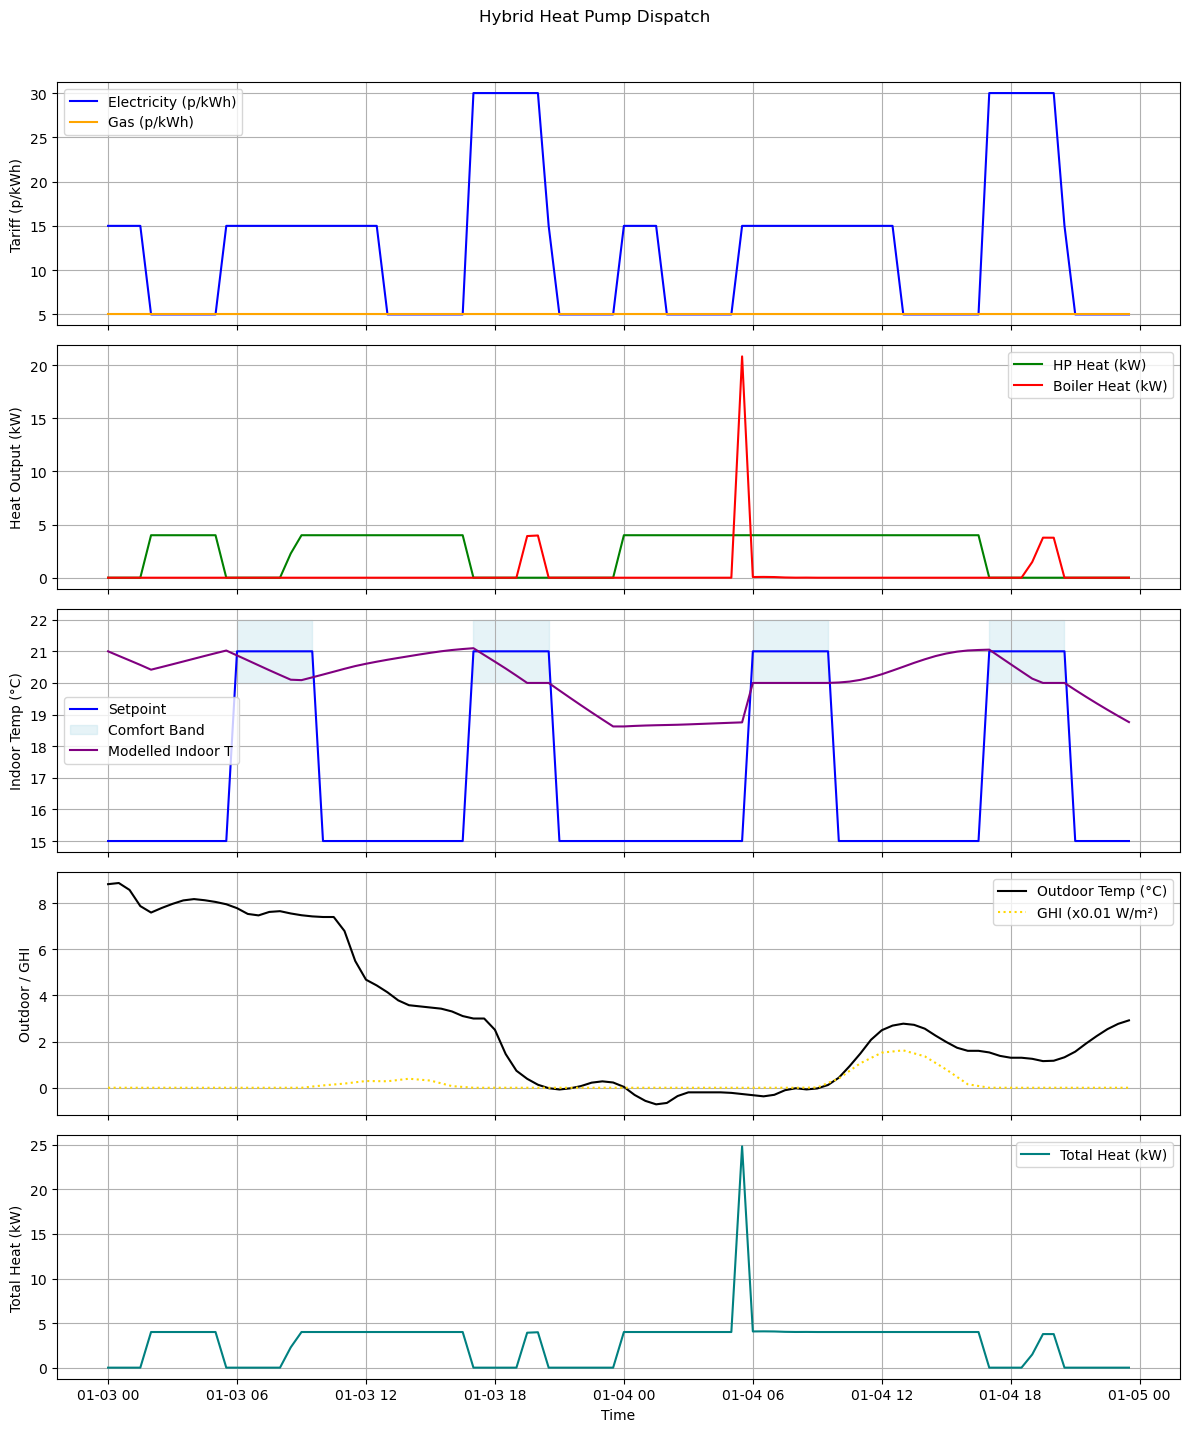 Hybrid Heat Pump Dispatch
Tariff (p/kWh)
30
25
20
15
10
5
Electricity (p/kWh)
Gas (p/kWh)
Heat Output (kW)
20
15
10
5
0
HP Heat (kW)
Boiler Heat (kW)
Indoor Temp (°C)
22
21
20
19
18
17
16
15
Setpoint
Comfort Band
Modelled Indoor T
Outdoor / GHI
8
6
4
2
0
Outdoor Temp (°C)
GHI (x0.01 W/m²)
Total Heat (kW)
25
20
15
10
5
0
Total Heat (kW)
01-03 00
01-03 06
01-03 12
01-03 18
01-04 00
01-04 06
01-04 12
01-04 18
01-05 00
Time